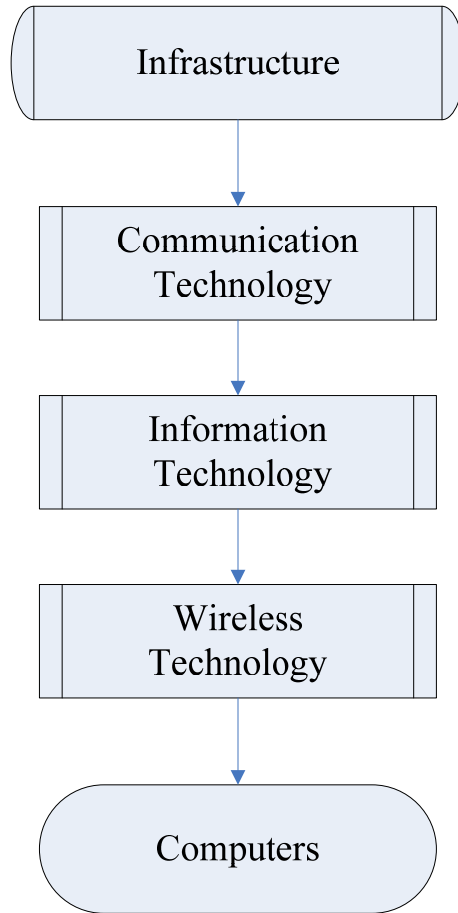 Infrastructure
Communication
Technology
Information
Technology
Wireless
Technology
Computers